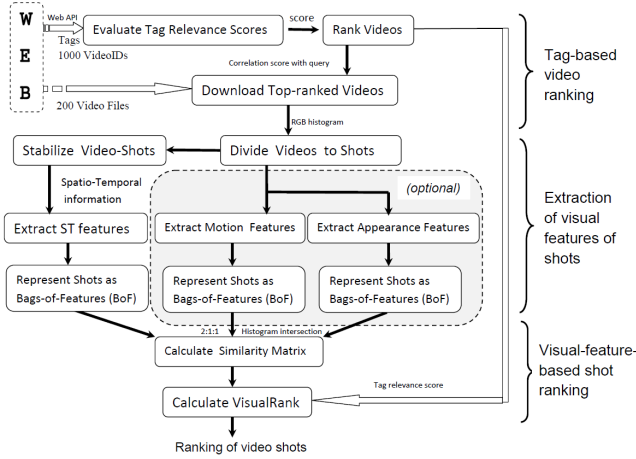 W
E
B
Web API
Tags
1000 VideoIDs
Evaluate Tag Relevance Scores
score
Rank Videos
Correlation score with query
200 Video Files
Download Top-ranked Videos
Tag-based
video
ranking
RGB histogram
Stabilize Video-Shots
Divide Videos to Shots
Spatio-Temporal
information
(optional)
Extract ST features
Extract Motion Features
Extract Appearance Features
Extraction
of visual
features of
shots
Represent Shots as
Bags-of-Features (BoF)
Represent Shots as
Bags-of-Features (BoF)
Represent Shots as
Bags-of-Features (BoF)
2:1:1
Histogram intersection
Calculate Similarity Matrix
Visual-feature-
based shot
ranking
Tag relevance score
Calculate VisualRank
Ranking of video shots